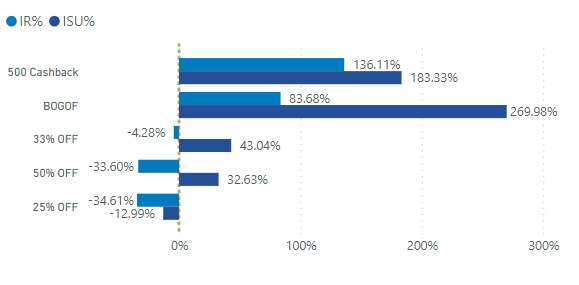 IR% ISU%
500 Cashback 136.11%
183.33%
BOGOF 83.68%
269.98%
33% OFF -4.28%
43.04%
50% OFF -33.60%
32.63%
25% OFF -34.61%
-12.99%
0% 100% 200% 300%